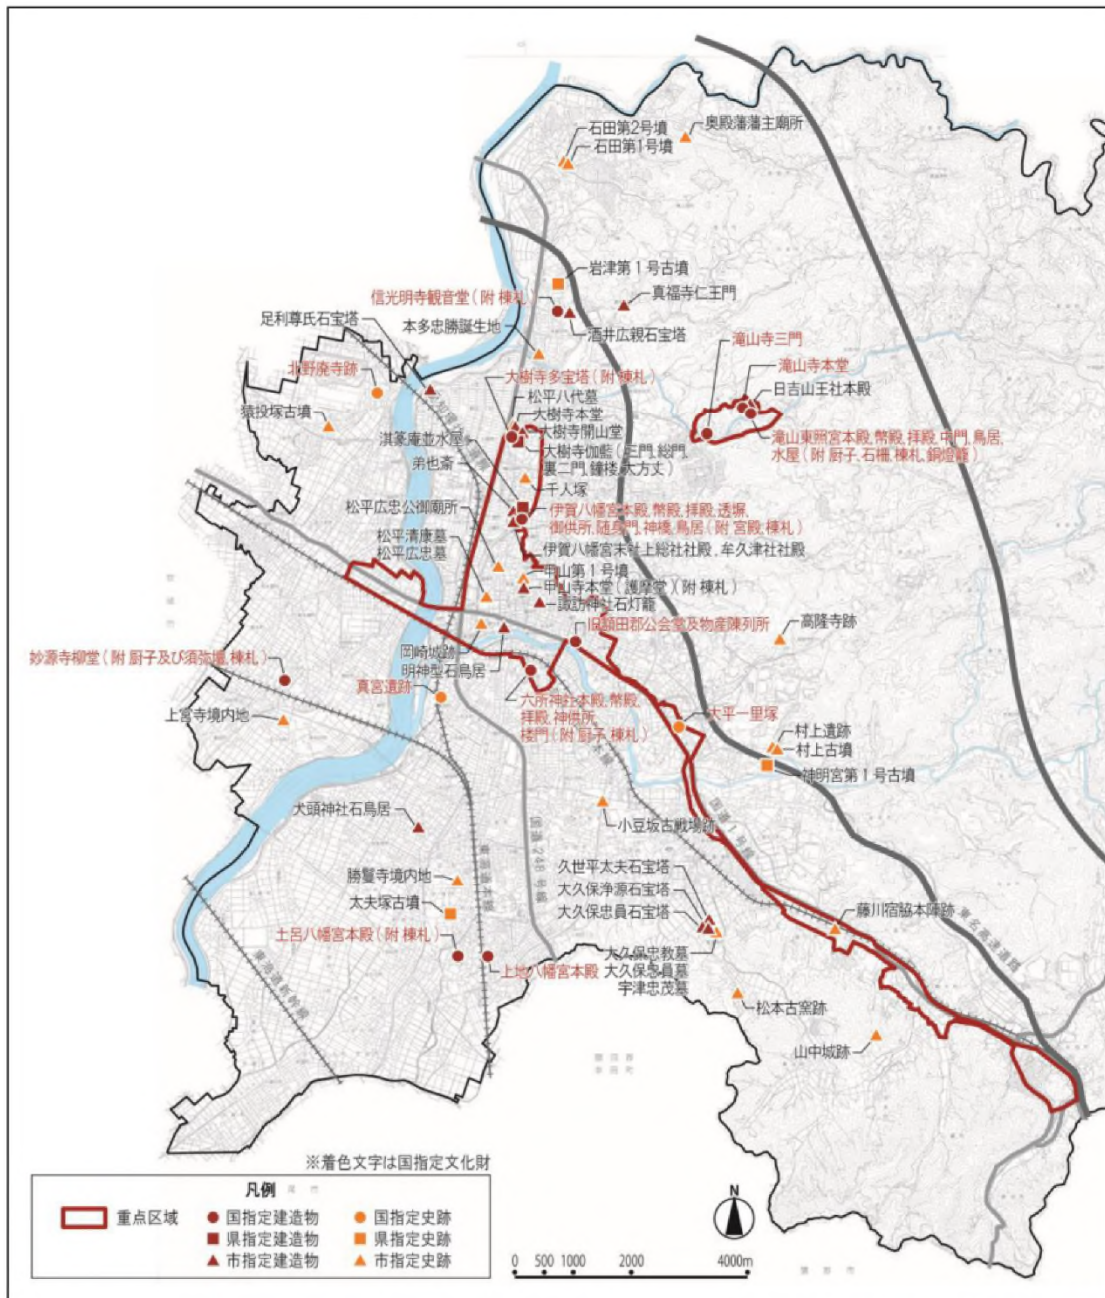 石田第2号墳
奥殿藩藩主廟所
石田第1号墳
岩津第1号古墳
信光明寺観音堂(附 棟札)
真福寺仁王門
足利尊氏石宝塔
本多忠勝誕生地
酒井広親石宝塔
滝山寺三門
滝山寺本堂
北野廃寺跡
大樹寺多宝塔(附 棟札)
日吉山王社本殿
松平八代墓
猿投塚古墳
大樹寺本堂
大樹寺開山堂
滝山東照宮本殿,幣殿,拝殿,中門,鳥居,
水屋(附 厨子,石柵,棟札,銅燈籠)
淇菉庵並水屋
大樹寺伽藍(三門,総門,
裏二門,鐘楼,大方丈)
弟也斎
千人塚
松平広忠公御廟所
伊賀八幡宮本殿,幣殿,拝殿,透塀,
御供所,随身門,神橋,鳥居(附 宮殿,棟札)
松平清康墓
松平広忠墓
伊賀八幡宮末社上総社社殿,牟久津社社殿
甲山第1号墳
甲山寺本堂(護摩堂)(附 棟札)
諏訪神社石灯籠
旧額田郡公会堂及物産陳列所
高隆寺跡
岡崎城跡
明神型石鳥居
妙源寺柳堂(附 厨子及び須弥壇,棟札)
真宮遺跡
六所神社本殿,幣殿,
拝殿,神供所,
楼門(附 厨子,棟札)
大平一里塚
上宮寺境内地
村上遺跡
村上古墳
神明宮第1号古墳
犬頭神社石鳥居
小豆坂古戦場跡
国道1号線
国道248号線
東海道本線
勝鬘寺境内地
太夫塚古墳
久世平太夫石宝塔
大久保浄源石宝塔
大久保忠員石宝塔
藤川宿脇本陣跡
東名高速道路
土呂八幡宮本殿(附 棟札)
上地八幡宮本殿
大久保忠教墓
大久保忠員墓
宇津忠茂墓
東海道新幹線
松本古窯跡
山中城跡
※着色文字は国指定文化財
凡例
重点区域
国指定建造物
国指定史跡
県指定建造物
県指定史跡
市指定建造物
市指定史跡
N
0 500 1000 2000 4000m